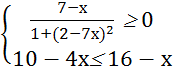 { (7−x)/(1+(2−7x)²) ≥0
10−4x≤16−x